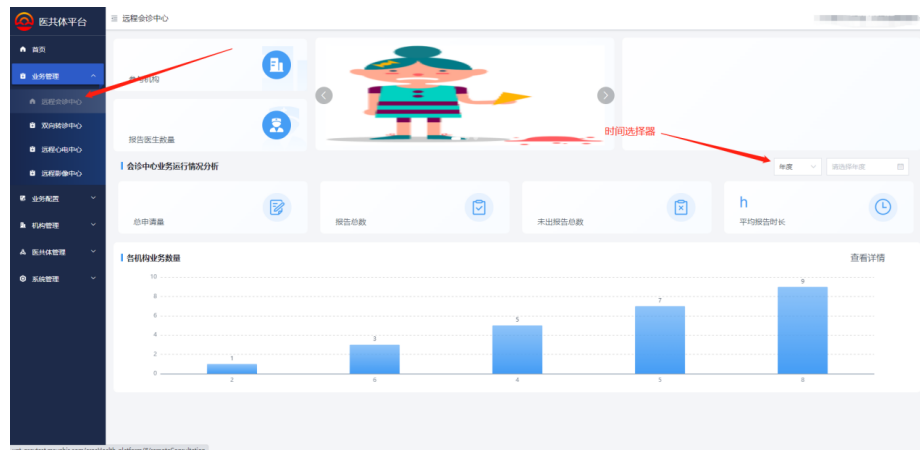 医共体平台
远程会诊中心
首页
业务管理
参与机构
远程会诊中心
双向转诊中心
报告医生数量
时间选择器
远程心电中心
会诊中心业务运行情况分析
年度
请选择年度
远程影像中心
业务配置
h
总申请量
报告总数
未出报告总数
平均报告时长
机构管理
医共体管理
各机构业务数量
查看详情
系统管理
10
9
8
7
6
5
4
3
2
1
0
2
6
4
5
8